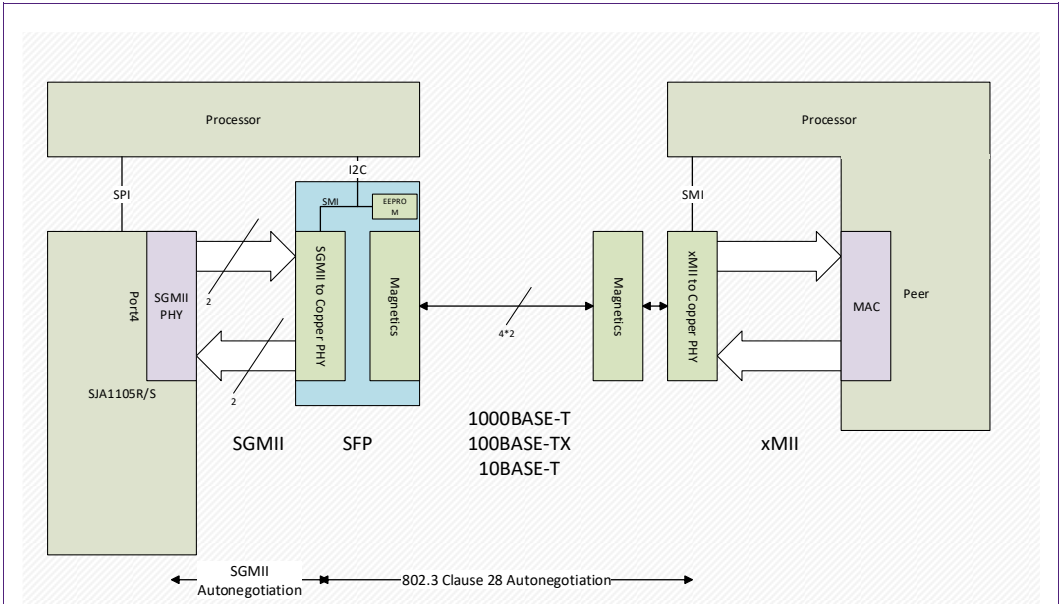 Processor
Processor
I2C
SPI
SMI
SMI
EEPRO
M
SGMII to Copper PHY
Magnetics
Magnetics
xMII to Copper PHY
Port4
SGMII
PHY
2
MAC
Peer
4*2
SJA1105R/S
2
1000BASE-T
100BASE-TX
10BASE-T
SGMII
SFP
xMII
SGMII
Autonegotiation
802.3 Clause 28 Autonegotiation